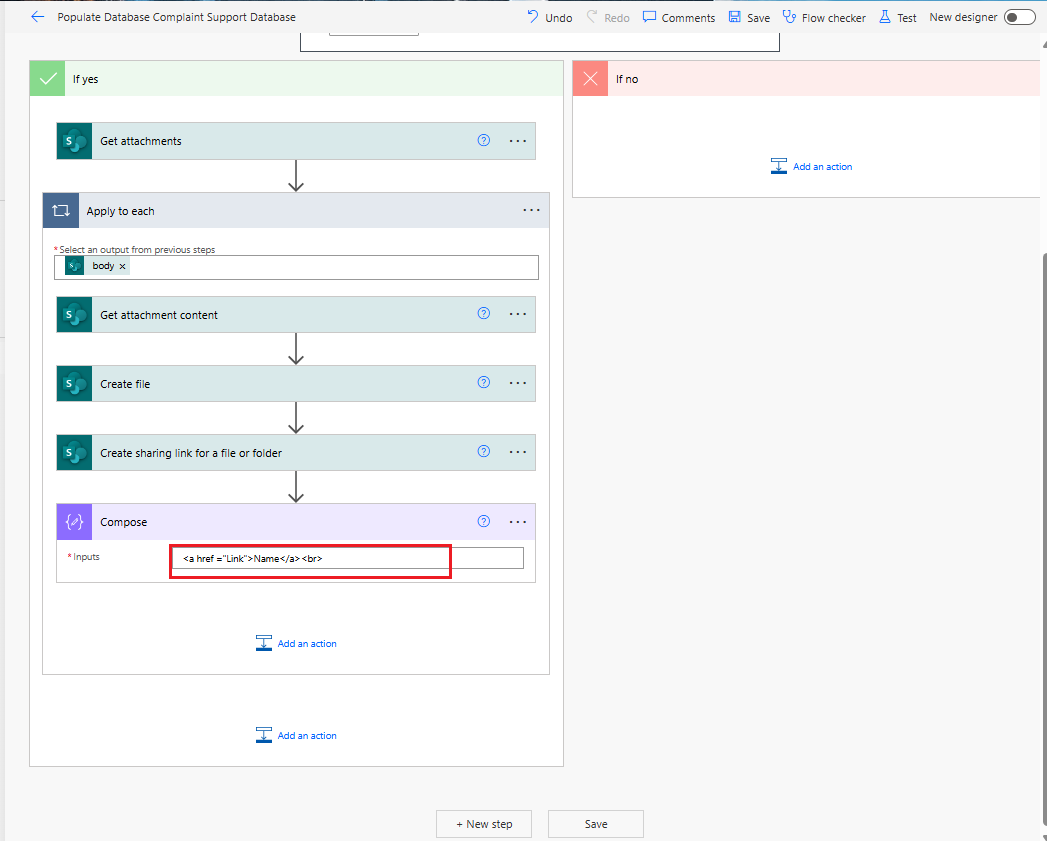 Populate Database Complaint Support Database
Undo
Redo
Comments
Save
Flow checker
Test
New designer
If yes
If no
Get attachments
Add an action
Apply to each
* Select an output from previous steps
body ×
Get attachment content
Create file
Create sharing link for a file or folder
Compose
* Inputs
<a href ="Link">Name</a><br>
Add an action
Add an action
+ New step
Save